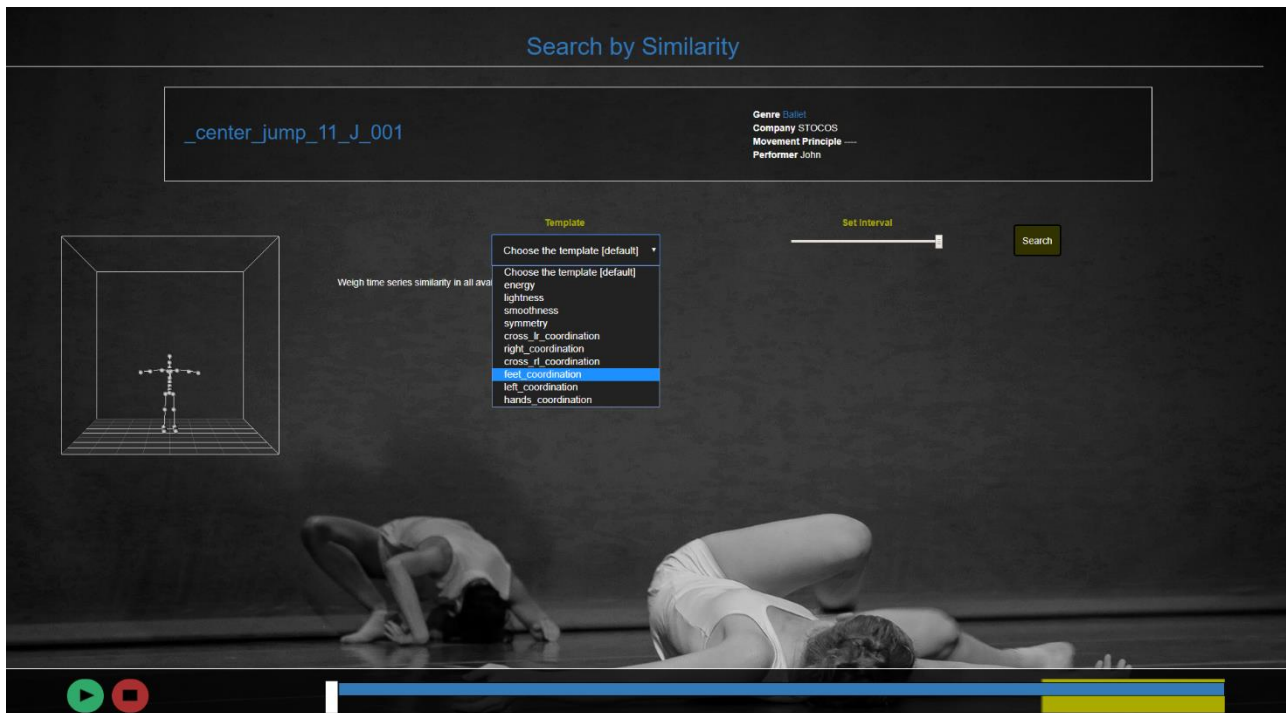 Search by Similarity
_center_jump_11_J_001
Genre Ballet
Company STOCOS
Movement Principle ----
Performer John
Template
Set Interval
Choose the template [default]
Search
Weigh time series similarity in all avai
Choose the template [default]
energy
lightness
smoothness
symmetry
cross_lr_coordination
right_coordination
cross_rl_coordination
feet_coordination
left_coordination
hands_coordination